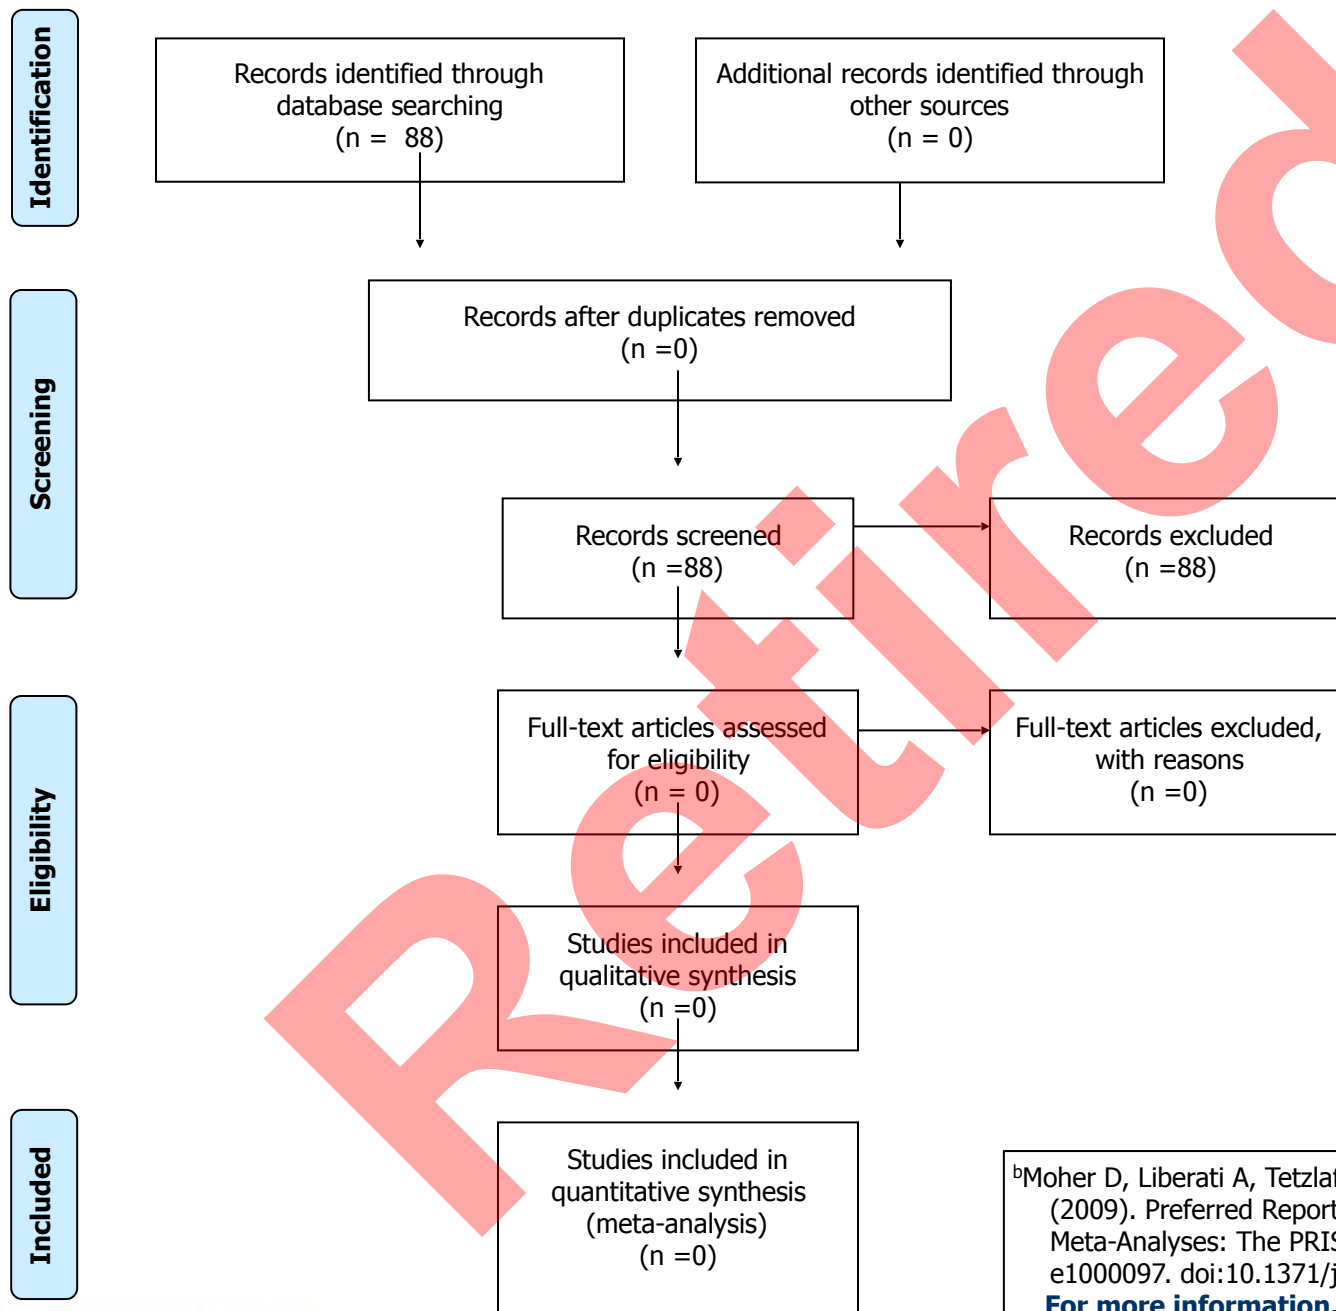 Identification
Records identified through
database searching
(n = 88)
Additional records identified through
other sources
(n = 0)
Screening
Records after duplicates removed
(n =0)
Records screened
(n =88)
Records excluded
(n =88)
Eligibility
Full-text articles assessed
for eligibility
(n = 0)
Full-text articles excluded,
with reasons
(n =0)
Studies included in
qualitative synthesis
(n =0)
Included
Studies included in
quantitative synthesis
(meta-analysis)
(n =0)
ᵇMoher D, Liberati A, Tetzlaf
(2009). Preferred Report
Meta-Analyses: The PRIS
e1000097. doi:10.1371/j
For more information,
Retired